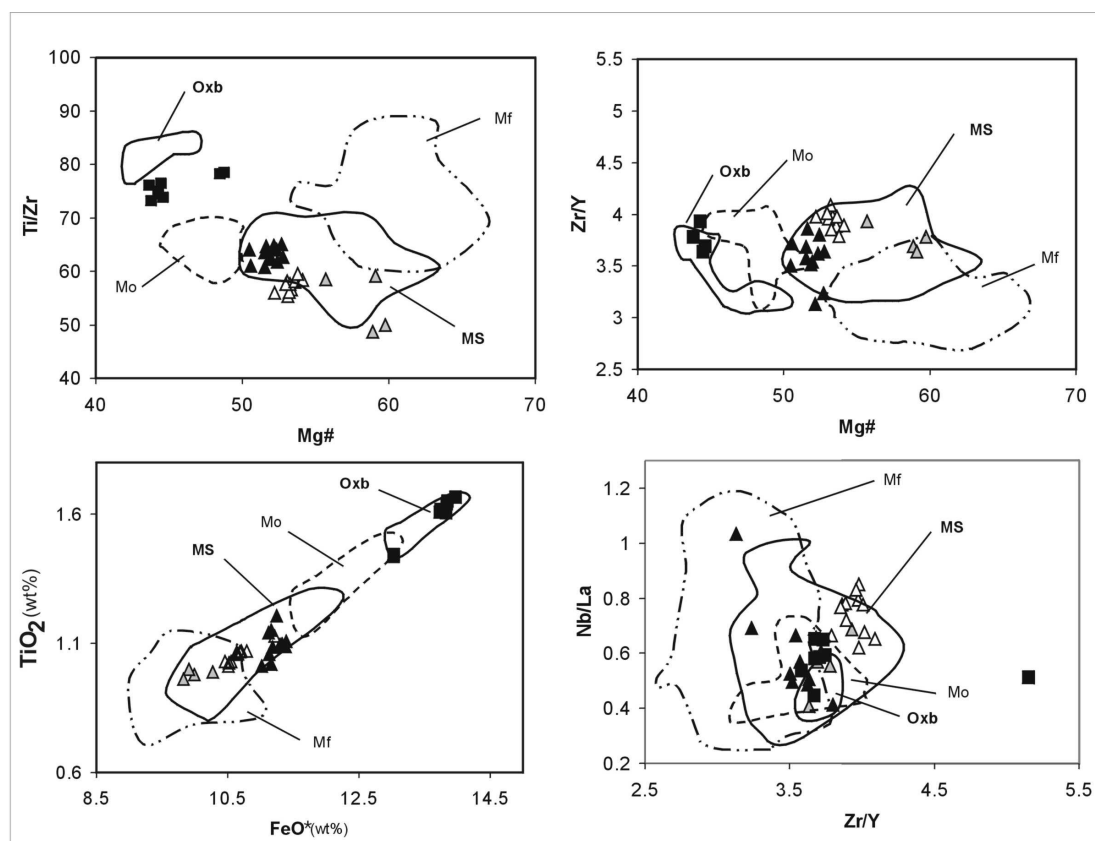 100
90
80
70
60
50
40
Ti/Zr
Oxb
Mf
Mo
MS
40 50 60 70
Mg#
5.5
5
4.5
4
3.5
3
2.5
Zr/Y
MS
Mo
Oxb
Mf
40 50 60 70
Mg#
1.6
1.1
0.6
TiO2 (wt%)
Oxb
Mo
MS
Mf
8.5 10.5 12.5 14.5
FeO* (wt%)
1.2
1
0.8
0.6
0.4
0.2
Nb/La
Mf
MS
Mo
Oxb
2.5 3.5 4.5 5.5
Zr/Y